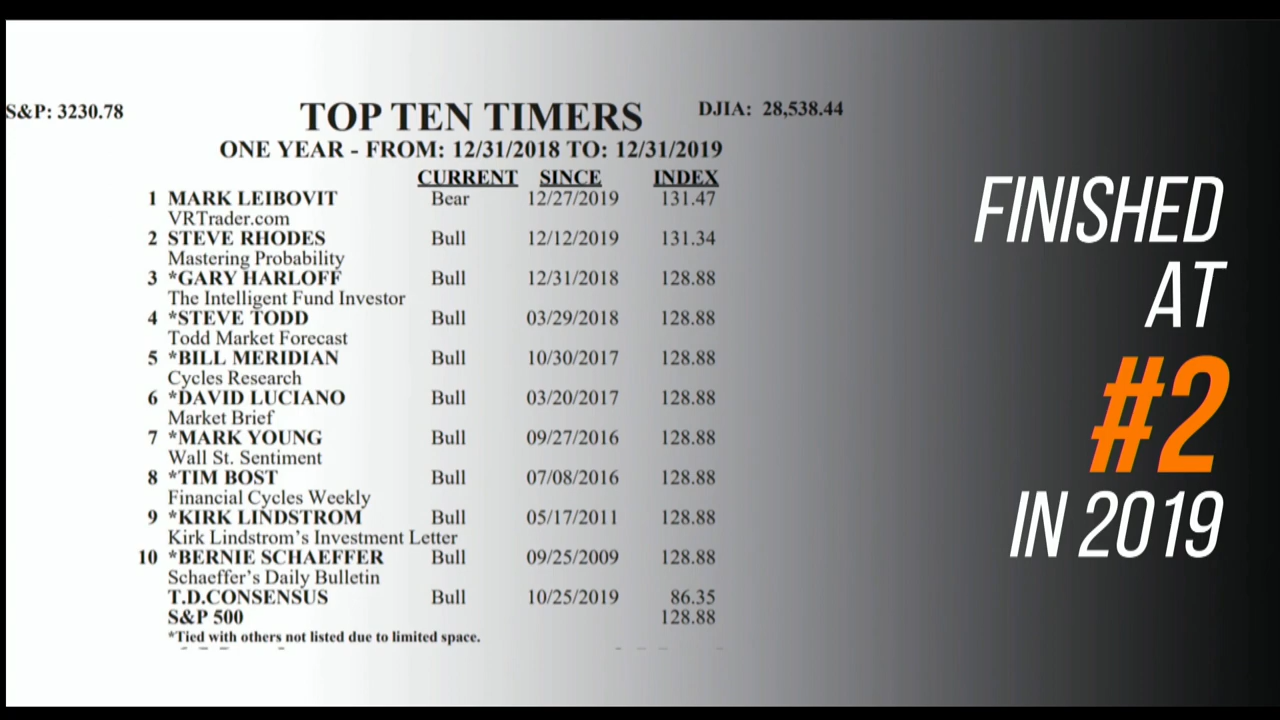 S&P: 3230.78
TOP TEN TIMERS
DJIA: 28,538.44
ONE YEAR - FROM: 12/31/2018 TO: 12/31/2019
CURRENT SINCE INDEX
1 MARK LEIBOVIT Bear 12/27/2019 131.47
VRTrader.com
2 STEVE RHODES Bull 12/12/2019 131.34
Mastering Probability
3 *GARY HARLOFF Bull 12/31/2018 128.88
The Intelligent Fund Investor
4 *STEVE TODD Bull 03/29/2018 128.88
Todd Market Forecast
5 *BILL MERIDIAN Bull 10/30/2017 128.88
Cycles Research
6 *DAVID LUCIANO Bull 03/20/2017 128.88
Market Brief
7 *MARK YOUNG Bull 09/27/2016 128.88
Wall St. Sentiment
8 *TIM BOST Bull 07/08/2016 128.88
Financial Cycles Weekly
9 *KIRK LINDSTROM Bull 05/17/2011 128.88
Kirk Lindstrom's Investment Letter
10 *BERNIE SCHAEFFER Bull 09/25/2009 128.88
Schaeffer's Daily Bulletin
T.D.CONSENSUS Bull 10/25/2019 86.35
S&P 500 128.88
*Tied with others not listed due to limited space.
FINISHED
AT
#2
IN 2019